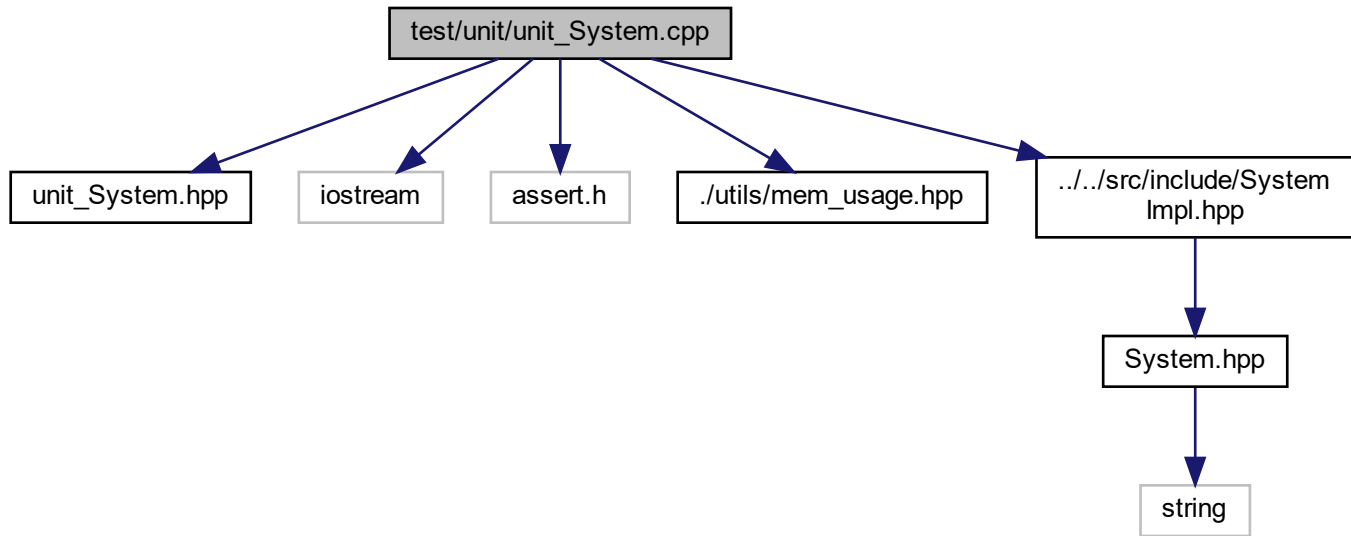 test/unit/unit_System.cpp
unit_System.hpp
iostream
assert.h
./utils/mem_usage.hpp
../../src/include/System
Impl.hpp
System.hpp
string